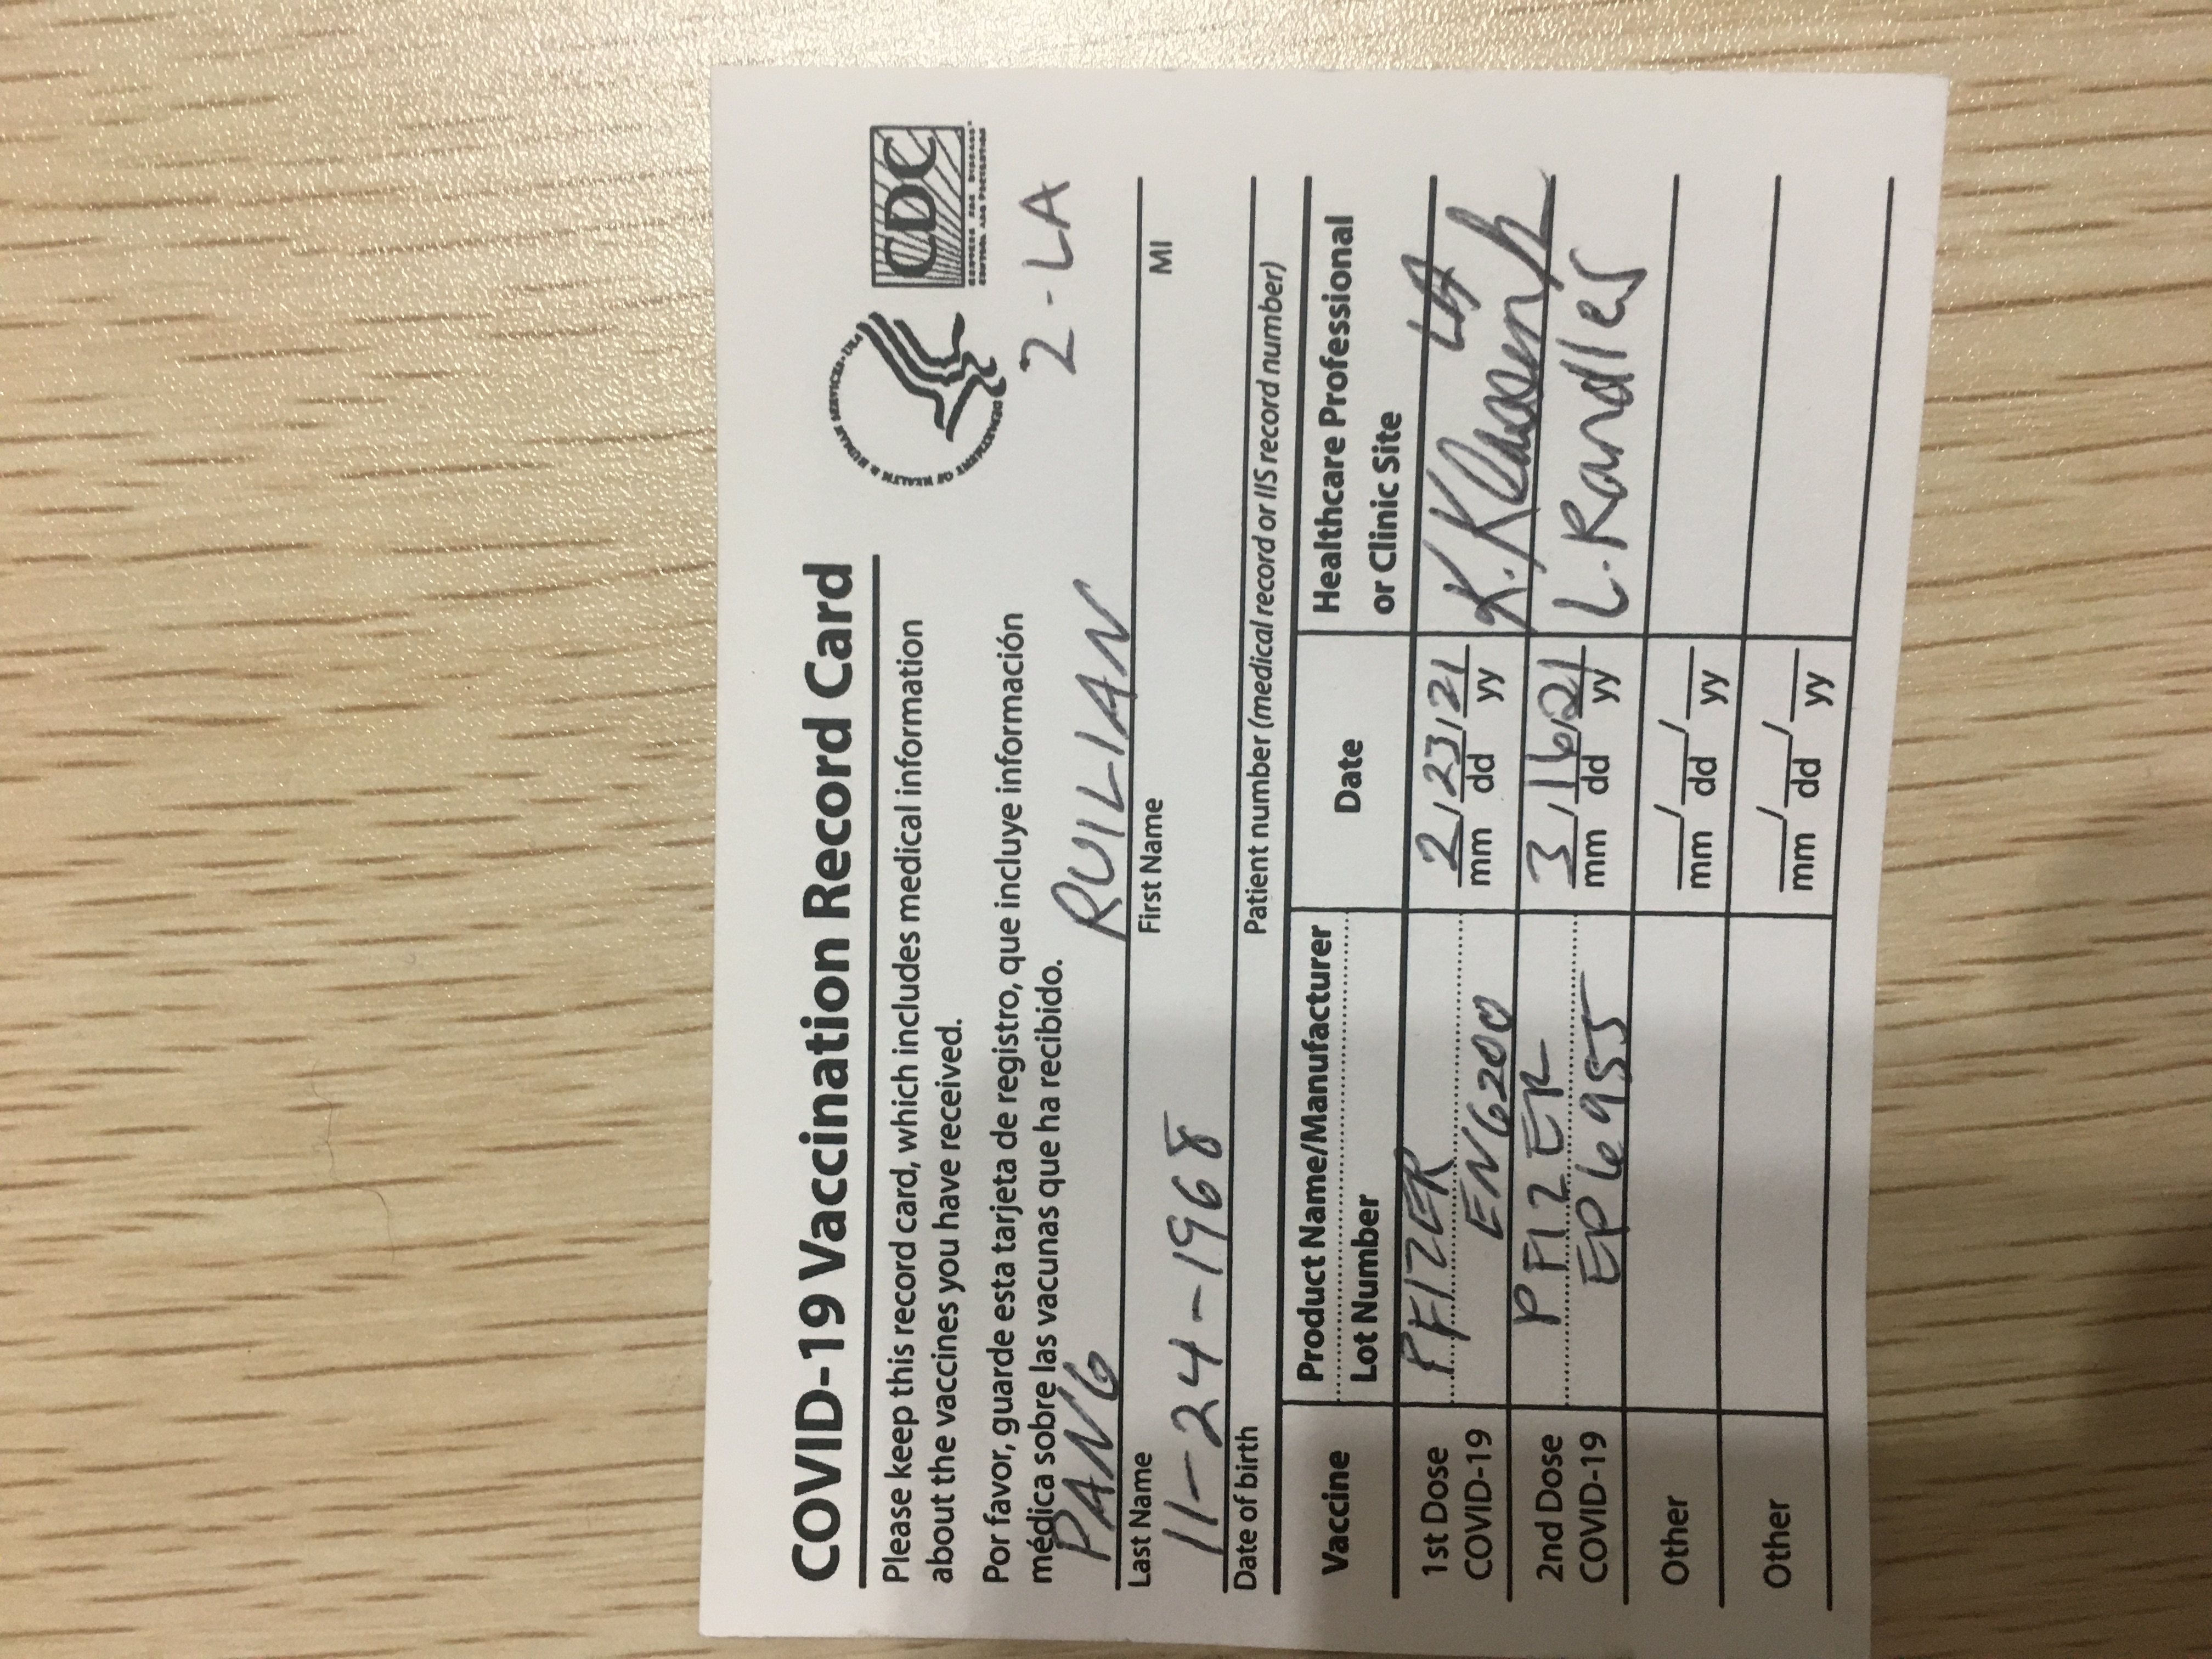 COVID-19 Vaccination Record Card
Please keep this record card, which includes medical information
about the vaccines you have received.
Por favor, guarde esta tarjeta de registro, que incluye información
médica sobre las vacunas que ha recibido.
DEPARTMENT OF HEALTH & HUMAN SERVICES • USA
CDC
CENTERS FOR DISEASE
CONTROL AND PREVENTION
2-LA
PANG RUILIAN
Last Name First Name MI
11-24-1968
Date of birth Patient number (medical record or IIS record number)
Vaccine Product Name/Manufacturer Date Healthcare Professional
Lot Number or Clinic Site
1st Dose PFIZER 2/23/21 LA
COVID-19 EN6200 mm dd yy K. Klassen
2nd Dose PFIZER 3/16/21 L. Randles
COVID-19 EP6955 mm dd yy
Other / /
mm dd yy
Other / /
mm dd yy